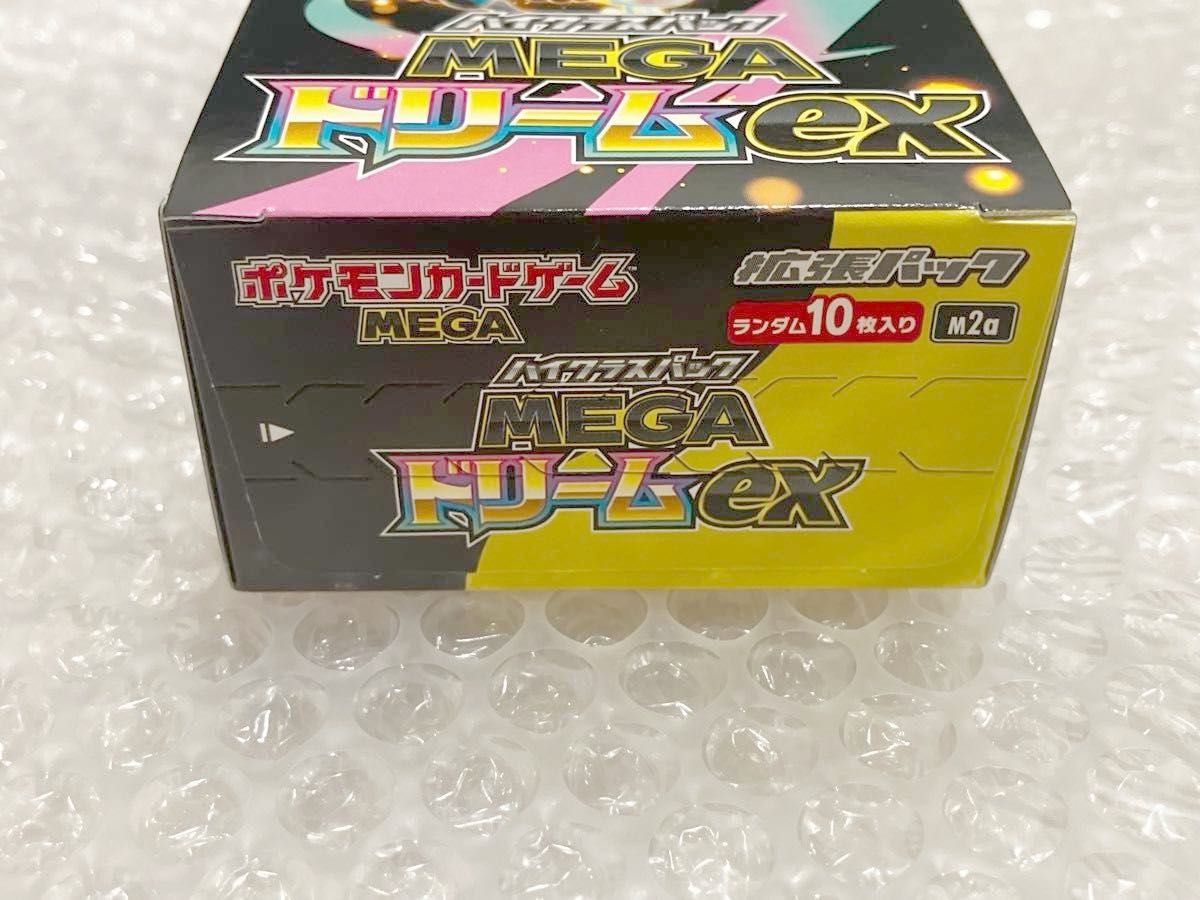 ハイクラスパック
MEGA
ドリームex
ポケモンカードゲーム
MEGA
拡張パック
ランダム10枚入り
M2a
ハイクラスパック
MEGA
ドリームex